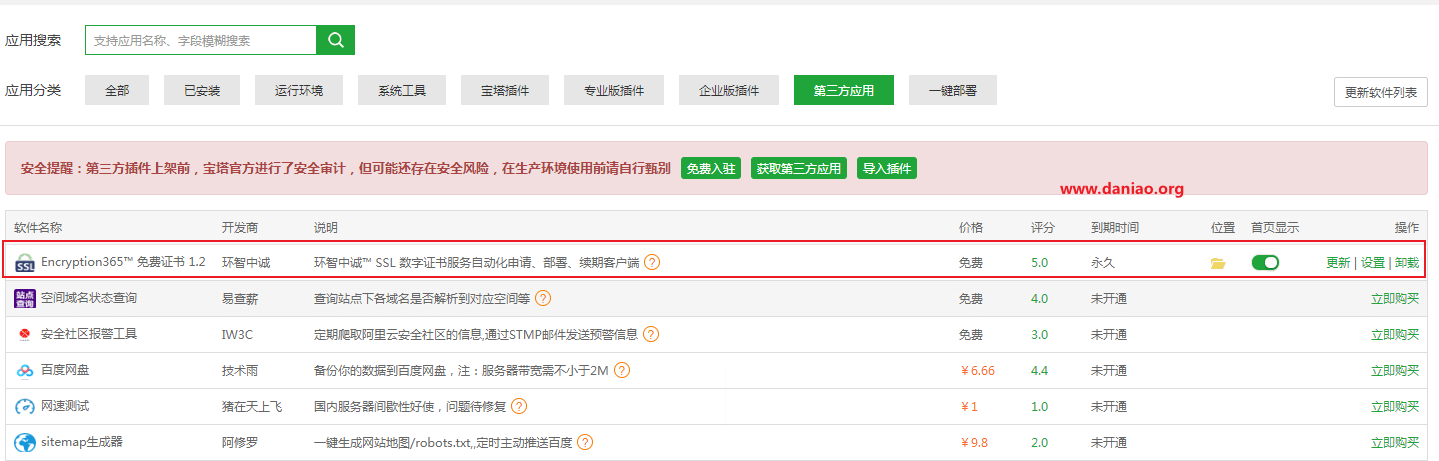 应用搜索 支持应用名称、字段模糊搜索
应用分类 全部 已安装 运行环境 系统工具 宝塔插件 专业版插件 企业版插件 第三方应用 一键部署 更新软件列表
安全提醒：第三方插件上架前，宝塔官方进行了安全审计，但可能还存在安全风险，在生产环境使用前请自行甄别 免费入驻 获取第三方应用 导入插件
www.daniao.org
软件名称 开发商 说明 价格 评分 到期时间 位置 首页显示 操作
SSL Encryption365™ 免费证书 1.2 环智中诚 环智中诚™ SSL 数字证书服务自动化申请、部署、续期客户端 ? 免费 5.0 永久 更新 | 设置 | 卸载
站点查询 空间域名状态查询 易查薪 查询站点下各域名是否解析到对应空间等 ? 免费 4.0 未开通 立即购买
安全社区报警工具 IW3C 定期爬取阿里云安全社区的信息,通过STMP邮件发送预警信息 ? 免费 3.0 未开通 立即购买
百度网盘 技术雨 备份你的数据到百度网盘，注：服务器带宽需不小于2M ? ￥6.66 4.4 未开通 立即购买
网速测试 猪在天上飞 国内服务器间歇性好使，问题待修复 ? ￥1 1.0 未开通 立即购买
sitemap生成器 阿修罗 一键生成网站地图/robots.txt,,定时主动推送百度 ? ￥9.8 2.0 未开通 立即购买